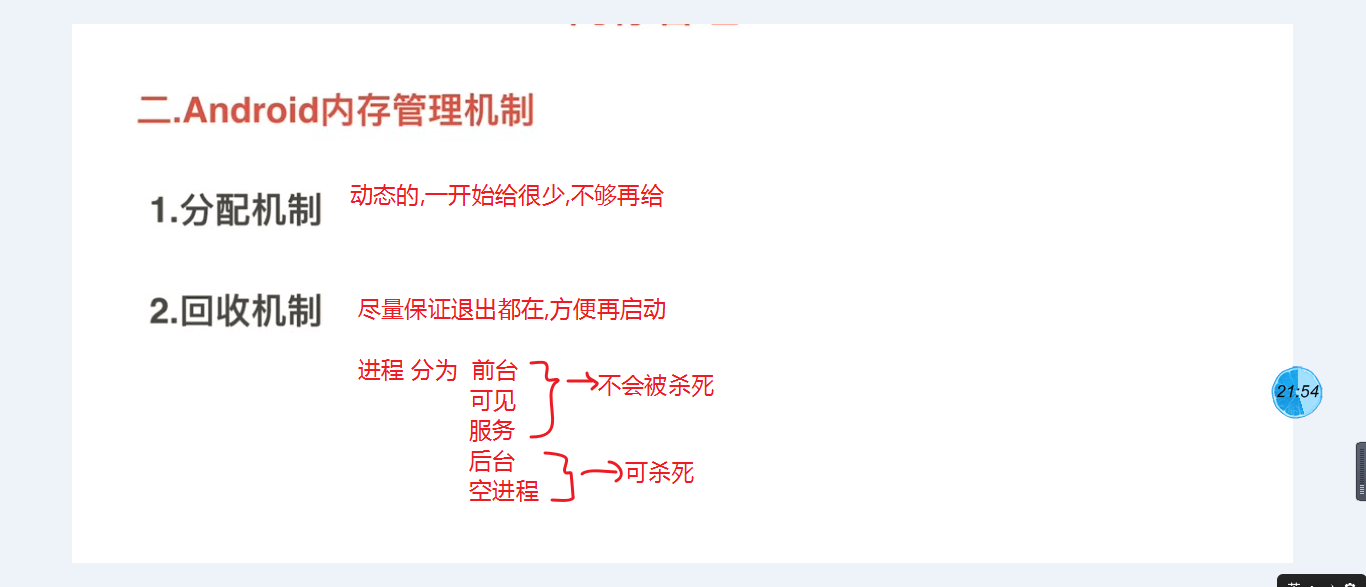 二.Android内存管理机制
1.分配机制 动态的,一开始给很少,不够再给
2.回收机制 尽量保证退出都在,方便再启动
进程 分为 前台
可见
不会被杀死
服务
后台
可杀死
空进程
21:54